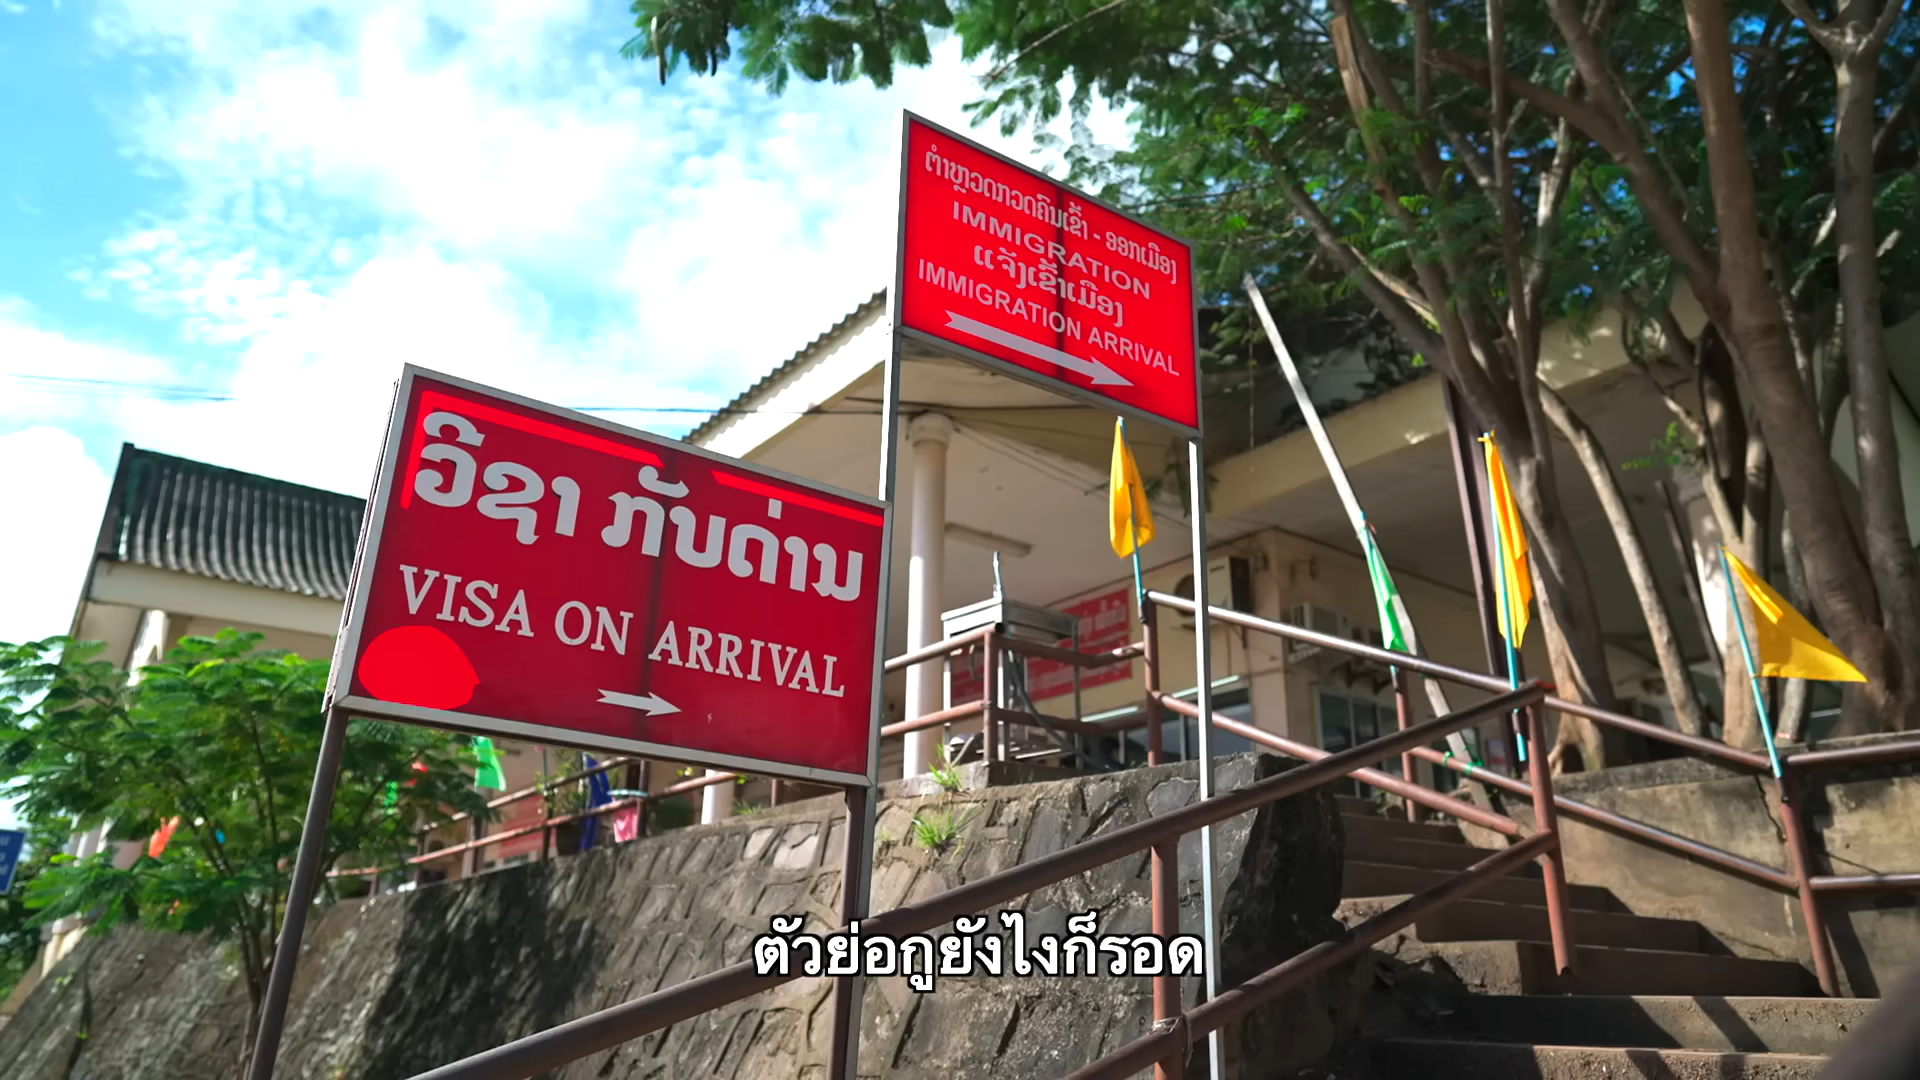 ຕຳຫຼວດກວດຄົນເຂົ້າ - ອອກເມືອງ
IMMIGRATION
ແຈ້ງເຂົ້າເມືອງ
IMMIGRATION ARRIVAL
ວີຊາ ກັບດ່ານ
VISA ON ARRIVAL
ตัวย่อกูยังไงก็รอด